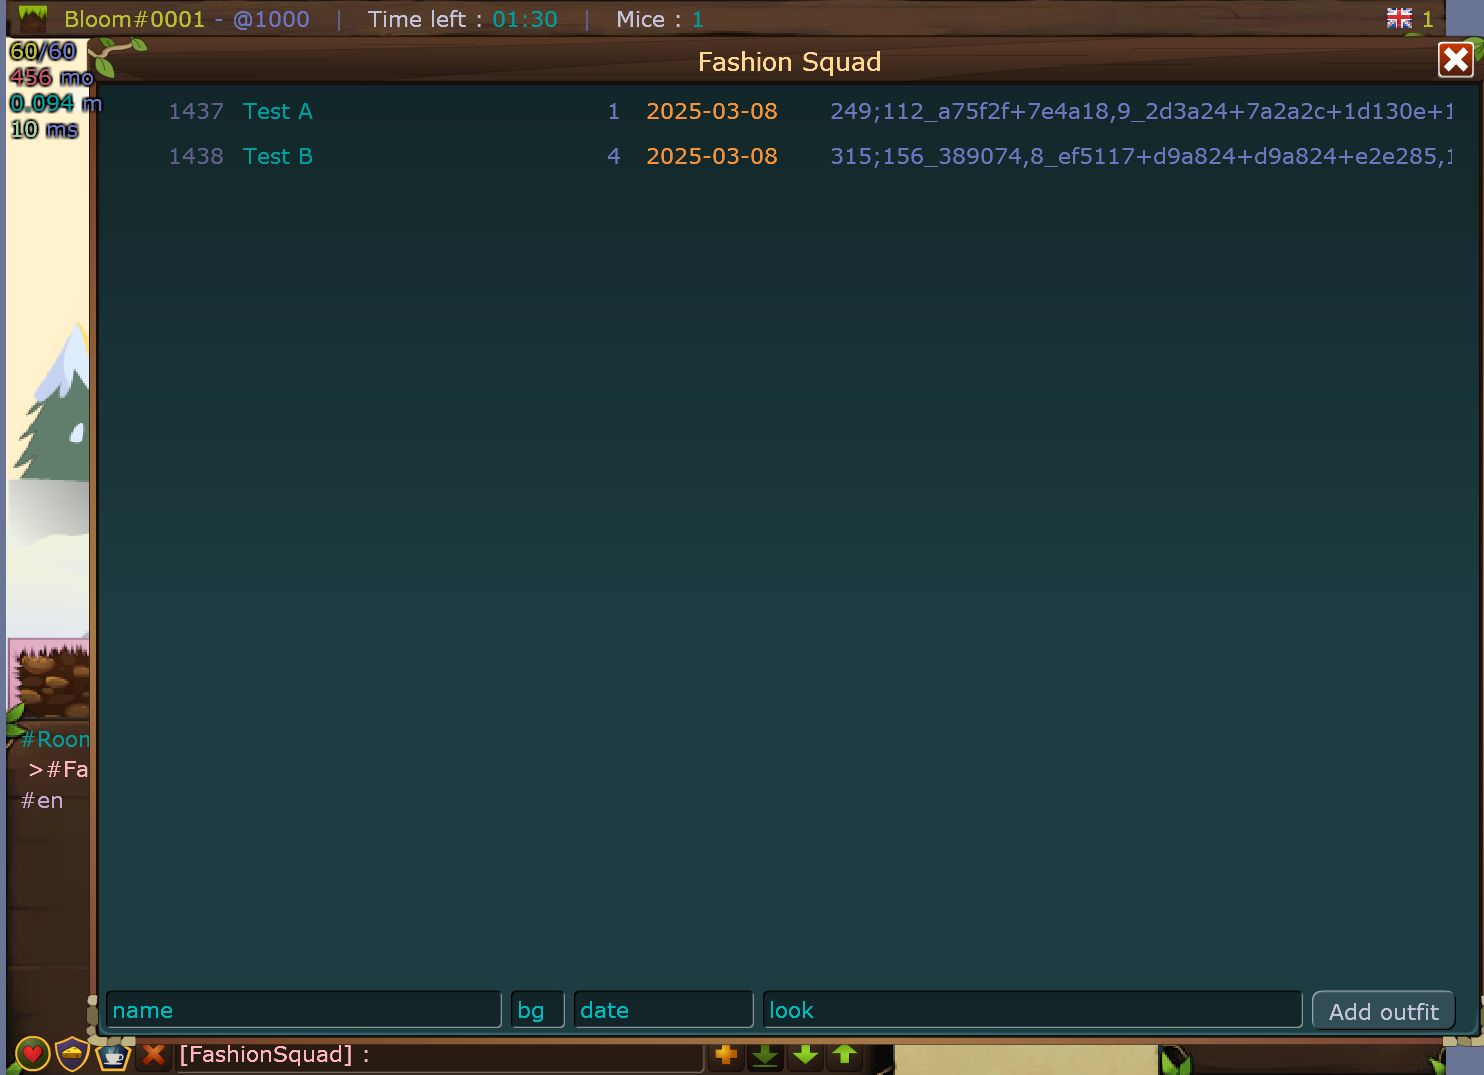 Bloom#0001 - @1000 | Time left : 01:30 | Mice : 1
1
60/60
456 mo
0.094 m
10 ms
Fashion Squad
1437 Test A 1 2025-03-08 249;112_a75f2f+7e4a18,9_2d3a24+7a2a2c+1d130e+1
1438 Test B 4 2025-03-08 315;156_389074,8_ef5117+d9a824+d9a824+e2e285,1
#Room
>#Fa
#en
name bg date look Add outfit
[FashionSquad] :